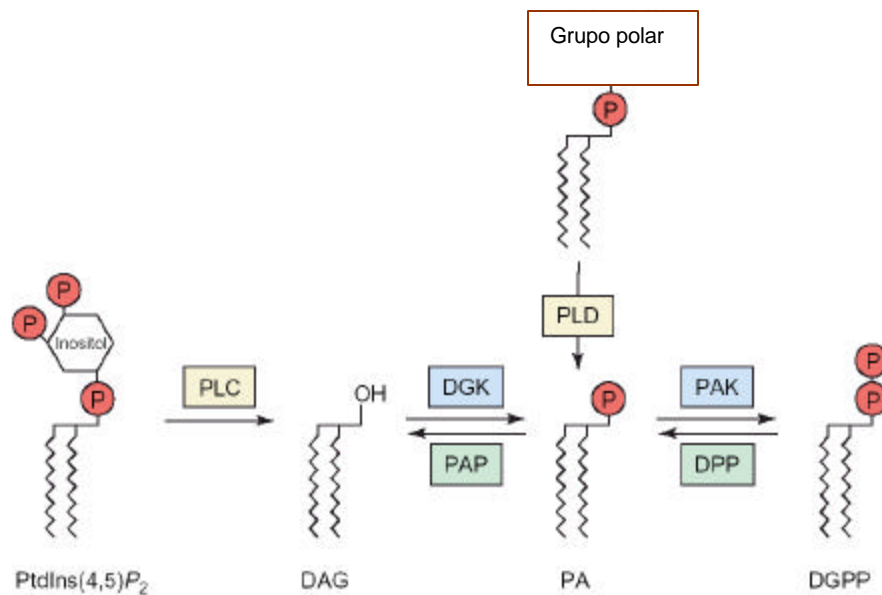 Grupo polar
P
PLD
P
P
Inositol
P
PLC
OH
DGK
PAP
P
PAK
DPP
P
P
PtdIns(4,5)P2
DAG
PA
DGPP